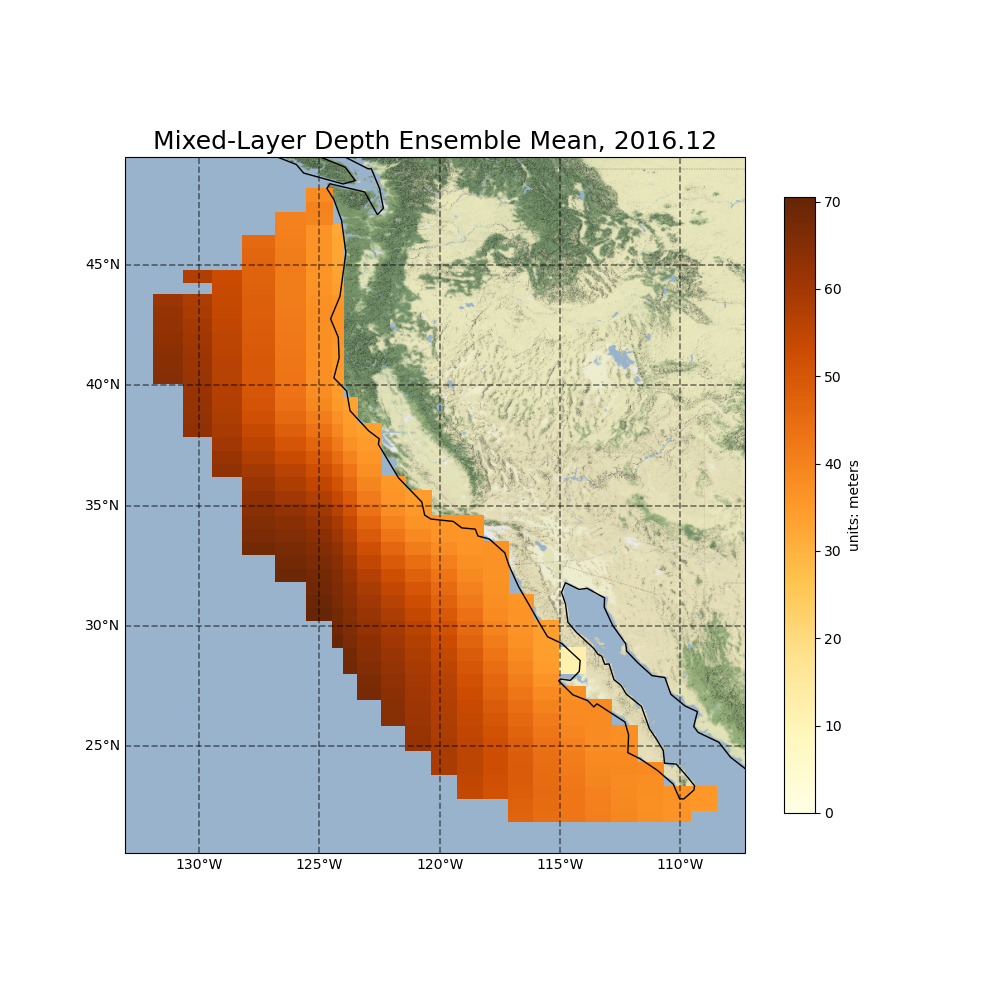 Mixed-Layer Depth Ensemble Mean, 2016.12
45°N
40°N
35°N
30°N
25°N
130°W
125°W
120°W
115°W
110°W
70
60
50
40
30
20
10
0
units: meters